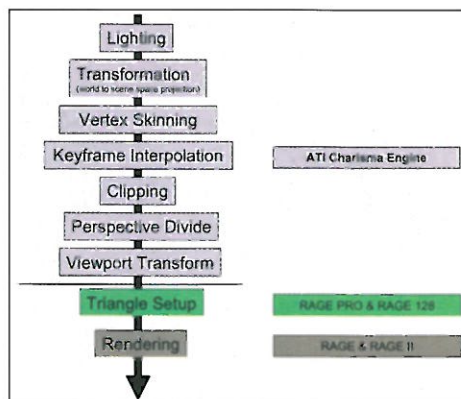 Lighting
Transformation
(world to scene space projection)
Vertex Skinning
Keyframe Interpolation
ATI Charisma Engine
Clipping
Perspective Divide
Viewport Transform
Triangle Setup
RAGE PRO & RAGE 128
Rendering
RAGE & RAGE II